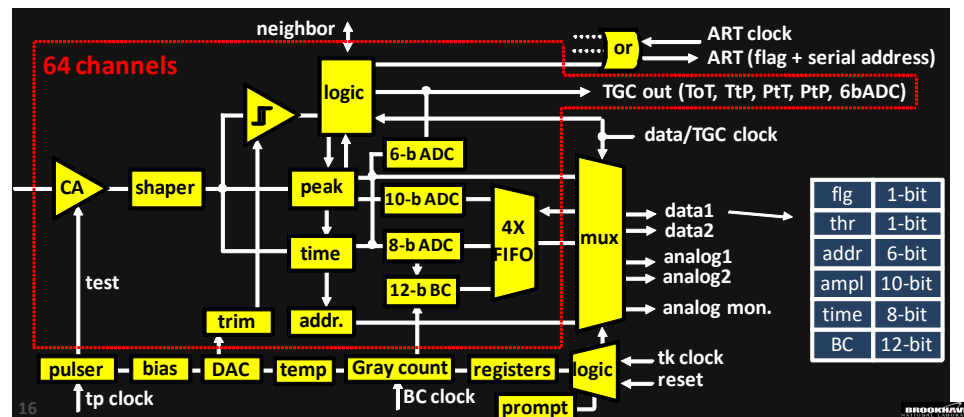 neighbor
ART clock
or
ART (flag + serial address)
64 channels
logic
TGC out (ToT, TtP, PtT, PtP, 6bADC)
data/TGC clock
6-b ADC
CA
shaper
peak
10-b ADC
4X
FIFO
mux
data1
data2
time
8-b ADC
analog1
analog2
12-b BC
test
trim
addr.
analog mon.
pulser
bias
DAC
temp
Gray count
registers
logic
tk clock
reset
tp clock
BC clock
prompt
flg 1-bit
thr 1-bit
addr 6-bit
ampl 10-bit
time 8-bit
BC 12-bit
16